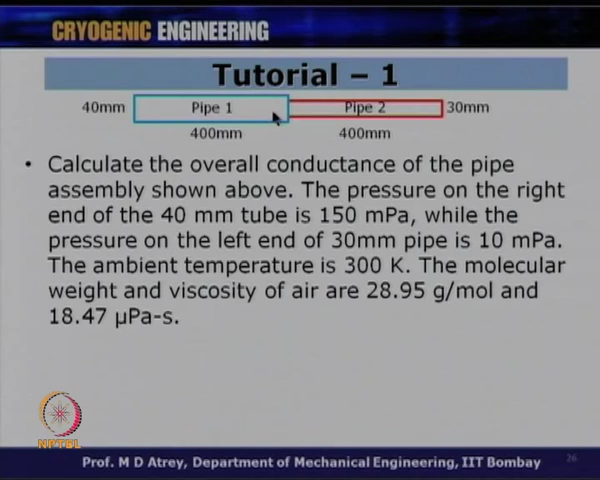 CRYOGENIC ENGINEERING
Tutorial – 1
40mm Pipe 1 Pipe 2 30mm
400mm 400mm
• Calculate the overall conductance of the pipe
assembly shown above. The pressure on the right
end of the 40 mm tube is 150 mPa, while the
pressure on the left end of 30mm pipe is 10 mPa.
The ambient temperature is 300 K. The molecular
weight and viscosity of air are 28.95 g/mol and
18.47 µPa-s.
NPTEL
Prof. M D Atrey, Department of Mechanical Engineering, IIT Bombay 26